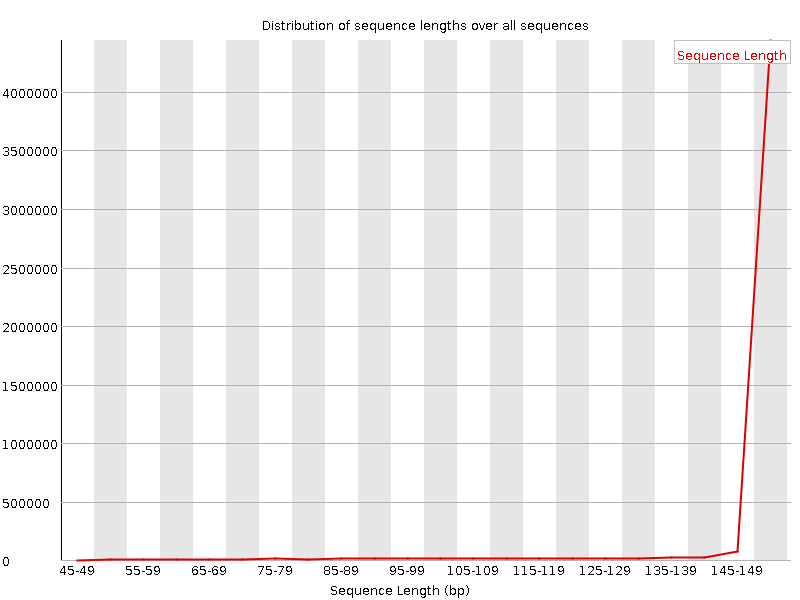 Distribution of sequence lengths over all sequences
Sequence Length
4000000
3500000
3000000
2500000
2000000
1500000
1000000
500000
0
45-49 55-59 65-69 75-79 85-89 95-99 105-109 115-119 125-129 135-139 145-149
Sequence Length (bp)